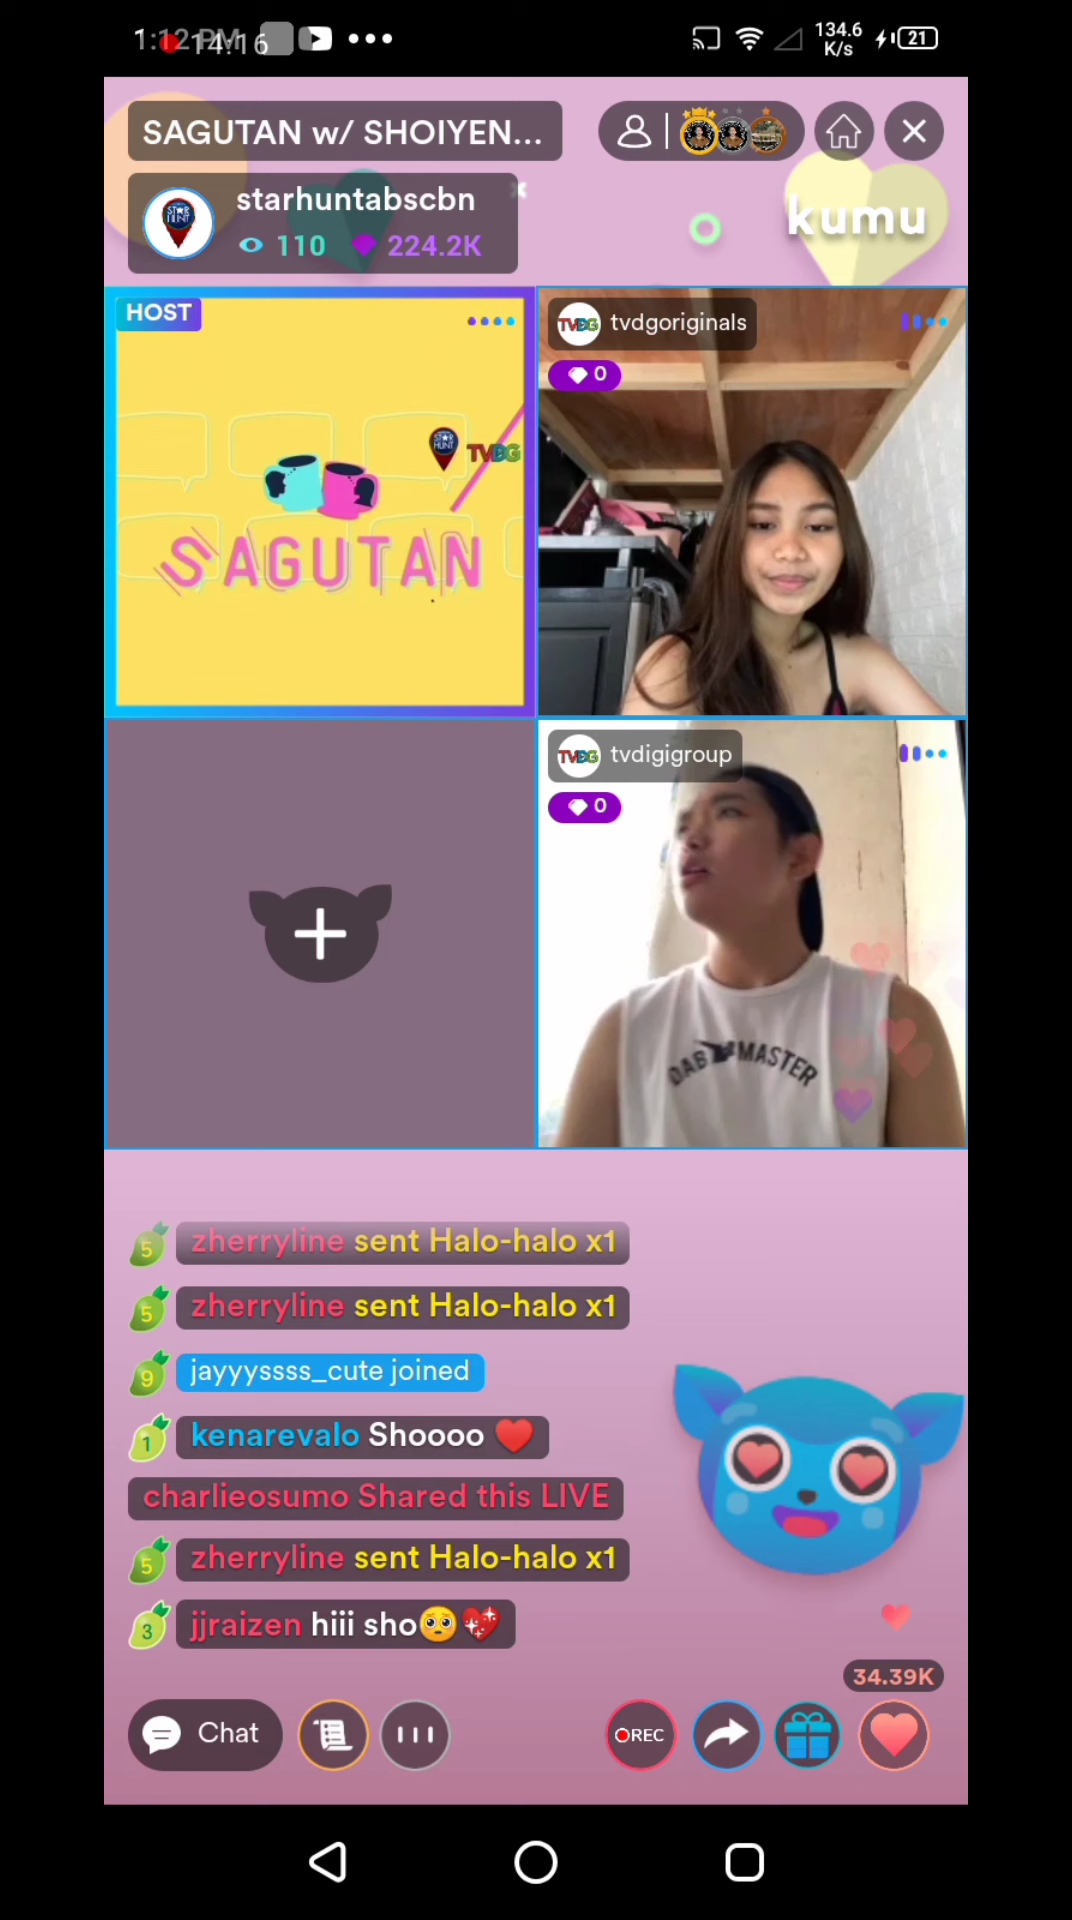 134.6
K/s
21
SAGUTAN w/ SHOIYEN...
starhuntabscbn
110 224.2K
kumu
HOST
tvdgoriginals
0
STAR HUNT
TVDG
SAGUTAN
tvdigigroup
0
MASTER
5 zherryline sent Halo-halo x1
5 zherryline sent Halo-halo x1
9 jayyyssss_cute joined
1 kenarevalo Shoooo ❤️
charlieosumo Shared this LIVE
5 zherryline sent Halo-halo x1
3 jjraizen hiii sho🥺💖
34.39K
Chat
REC